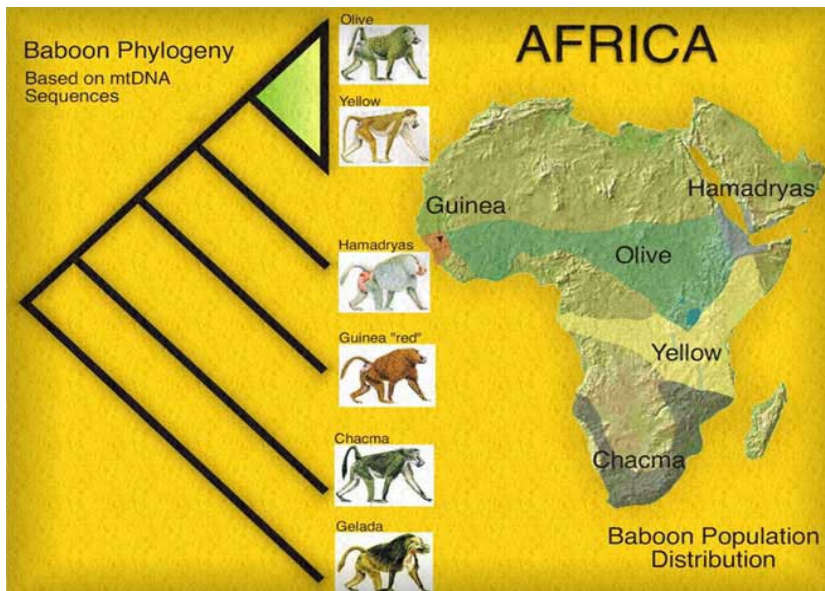 Baboon Phylogeny
Based on mtDNA
Sequences
Olive
Yellow
Hamadryas
Guinea "red"
Chacma
Gelada
AFRICA
Hamadryas
Guinea
Olive
Yellow
Chacma
Baboon Population
Distribution